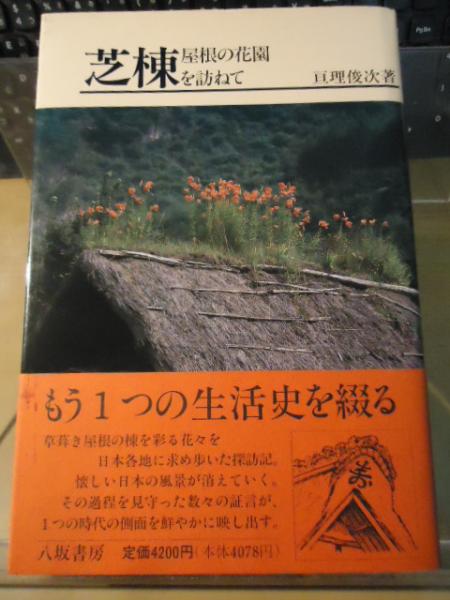 芝棟
屋根の花園
を訪ねて
亘理俊次著
もう1つの生活史を綴る
草葺き屋根の棟を彩る花々を
日本各地に求め歩いた探訪記。
懐しい日本の風景が消えていく。
その過程を見守った数々の証言が、
1つの時代の側面を鮮やかに映し出す。
八坂書房 定価4200円(本体4078円)